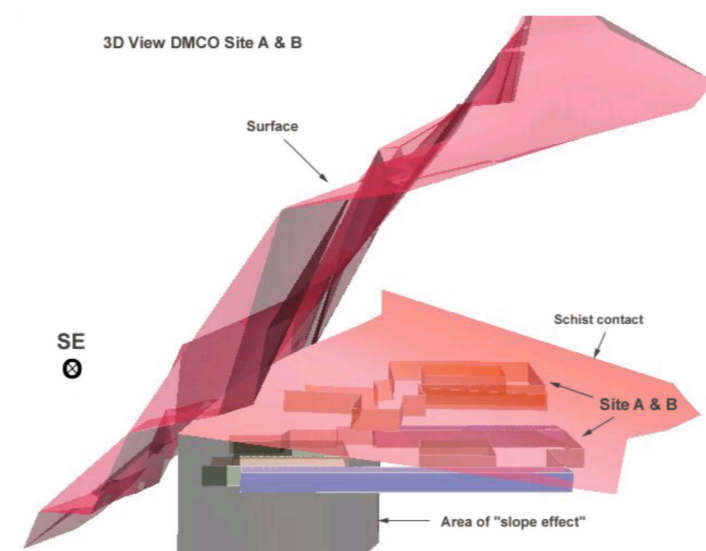 3D View DMCO Site A & B
Surface
Schist contact
SE
Site A & B
Area of "slope effect"